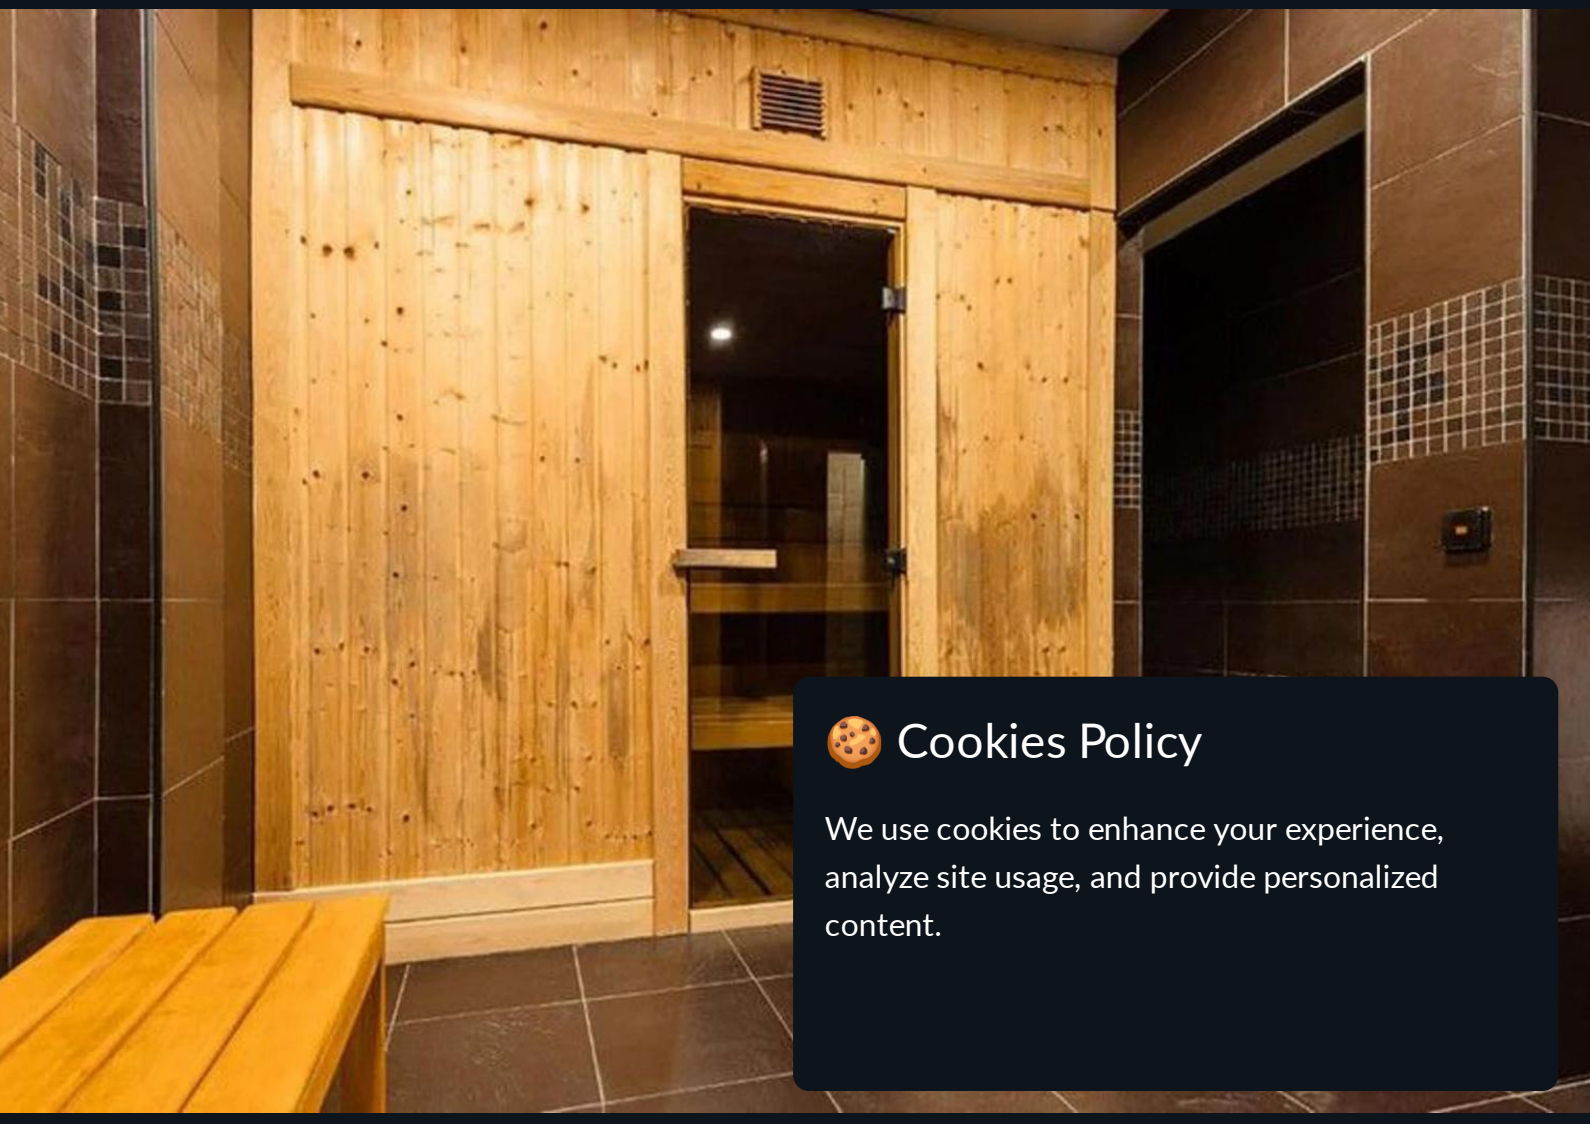 🍪 Cookies Policy
We use cookies to enhance your experience,
analyze site usage, and provide personalized
content.